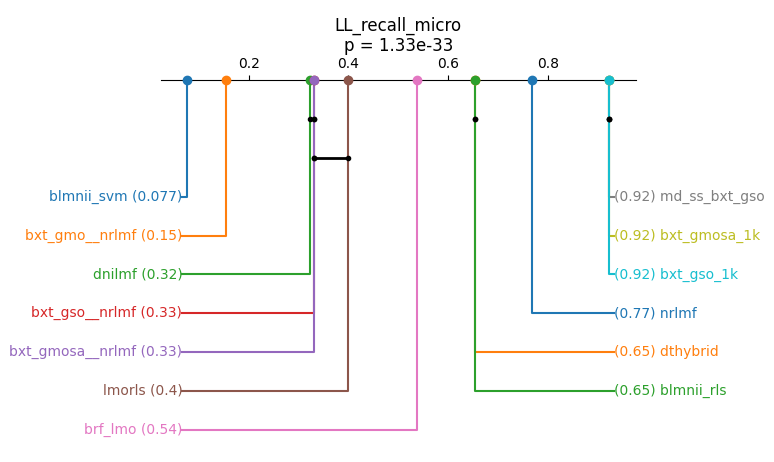 LL_recall_micro
p = 1.33e-33
0.2 0.4 0.6 0.8
blmnii_svm (0.077) (0.92) md_ss_bxt_gso
bxt_gmo__nrlmf (0.15) (0.92) bxt_gmosa_1k
dnilmf (0.32) (0.92) bxt_gso_1k
bxt_gso__nrlmf (0.33) (0.77) nrlmf
bxt_gmosa__nrlmf (0.33) (0.65) dthybrid
lmorls (0.4) (0.65) blmnii_rls
brf_lmo (0.54)